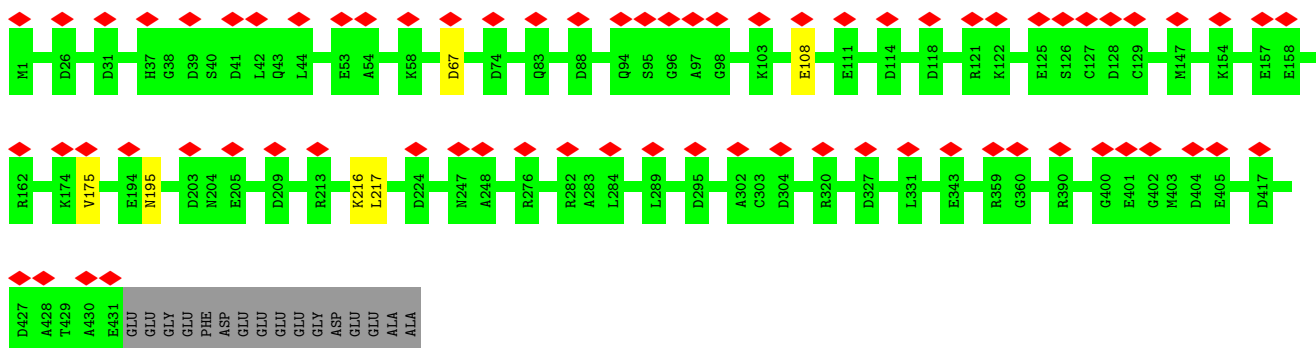 M1 D26 D31 H37 G38 D39 S40 D41 L42 Q43 L44 E53 A54 K58 D67 D74 Q83 D88 Q94 S95 G96 A97 G98 K103 E108 E111 D114 D118 R121 K122 E125 S126 C127 D128 C129 M147 K154 E157 E158
R162 K174 V175 E194 N195 D203 N204 E205 D209 R213 K216 L217 D224 N247 A248 R276 R282 A283 L284 L289 D295 A302 C303 D304 R320 D327 L331 E343 R359 G360 R390 G400 E401 G402 M403 D404 E405 D417
D427 A428 T429 A430 E431 GLU GLU GLY GLU PHE ASP GLU GLU GLU GLU GLY ASP GLU GLU ALA ALA